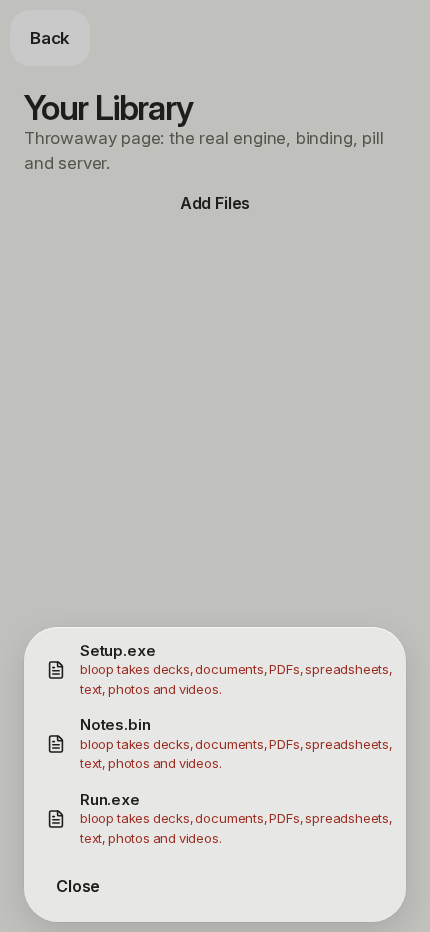 Back
Your Library
Throwaway page: the real engine, binding, pill
and server.
Add Files
Setup.exe
bloop takes decks, documents, PDFs, spreadsheets,
text, photos and videos.
Notes.bin
bloop takes decks, documents, PDFs, spreadsheets,
text, photos and videos.
Run.exe
bloop takes decks, documents, PDFs, spreadsheets,
text, photos and videos.
Close